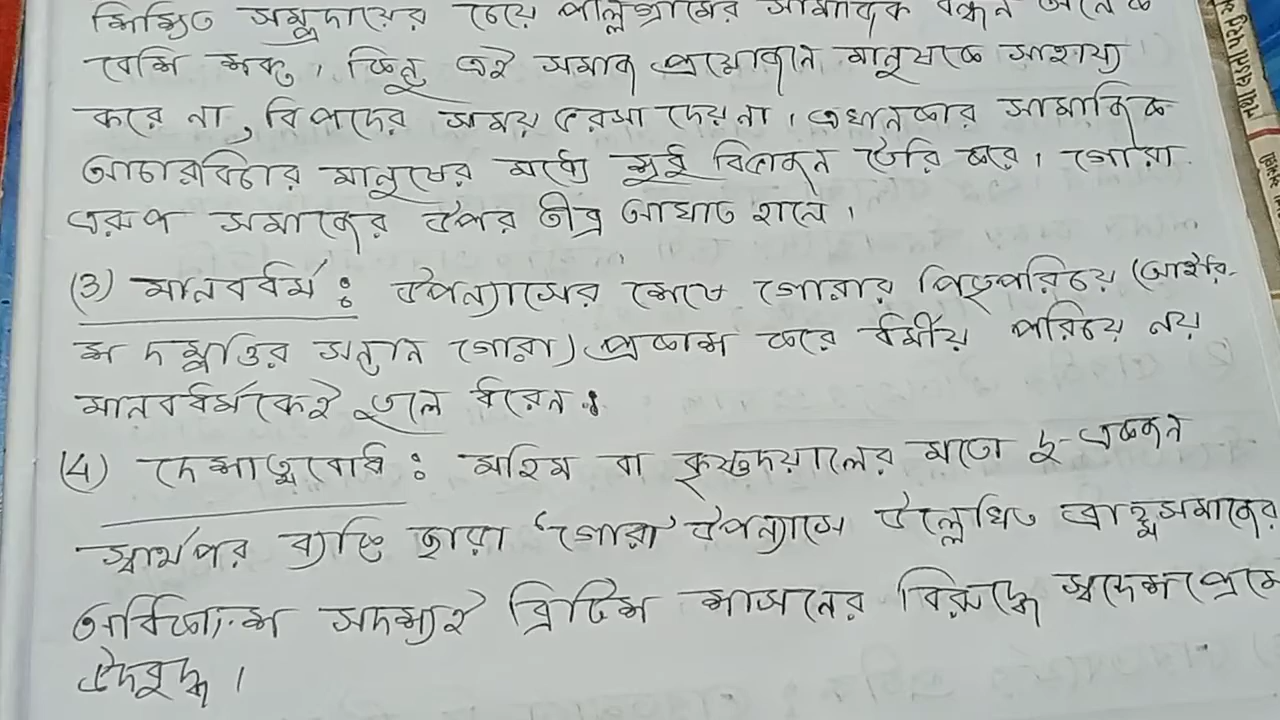 শিক্ষিত সম্প্রদায়ের চেয়ে পল্লিগ্রামের সামাজিক বন্ধন অনেক
বেশি শক্ত। কিন্তু এই সমাজ প্রয়োজনে মানুষকে সাহায্য
করে না, বিপদের সময় ভরসা দেয় না। এখানকার সামাজিক
আচারবিচার মানুষের মধ্যে শুধু বিভাজন তৈরি করে। গোরা
এরূপ সমাজের উপর তীব্র আঘাত হানে।
(3) মানবধর্ম : উপন্যাসের শেষে গোরার পিতৃপরিচয় (আইরি-
শ দম্পতির সন্তান গোরা) প্রকাশ করে ধর্মীয় পরিচয় নয়
মানবধর্মকেই তুলে ধরেন।
(4) দেশাত্মবোধ : মহিম বা কৃষ্ণদয়ালের মতো দু-একজন
স্বার্থপর ব্যক্তি ছাড়া 'গোরা' উপন্যাসে উল্লেখিত ব্রাহ্মসমাজের
অধিকাংশ সদস্যই ব্রিটিশ শাসনের বিরুদ্ধে স্বদেশপ্রেমে
উদবুদ্ধ।